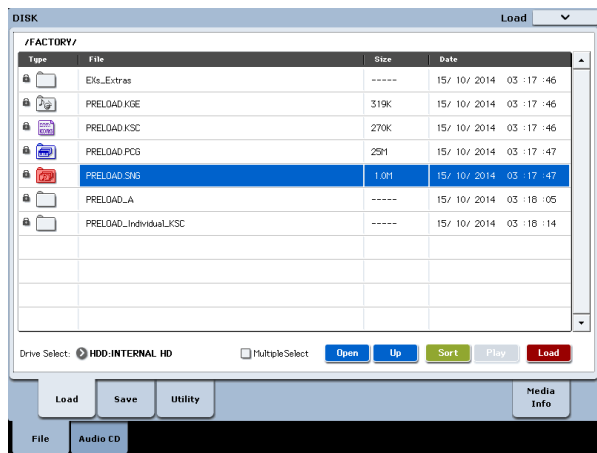 DISK Load
/FACTORY/
Type File Size Date
EXs_Extras ----- 15/ 10/ 2014 03 :17 :46
PRELOAD.KGE 319K 15/ 10/ 2014 03 :17 :46
KORG PRELOAD.KSC 270K 15/ 10/ 2014 03 :17 :46
PRELOAD.PCG 25M 15/ 10/ 2014 03 :17 :47
PRELOAD.SNG 1.0M 15/ 10/ 2014 03 :17 :47
PRELOAD_A ----- 15/ 10/ 2014 03 :18 :05
PRELOAD_Individual_KSC ----- 15/ 10/ 2014 03 :18 :14
Drive Select: HDD:INTERNAL HD MultipleSelect Open Up Sort Play Load
Load Save Utility Media
Info
File Audio CD